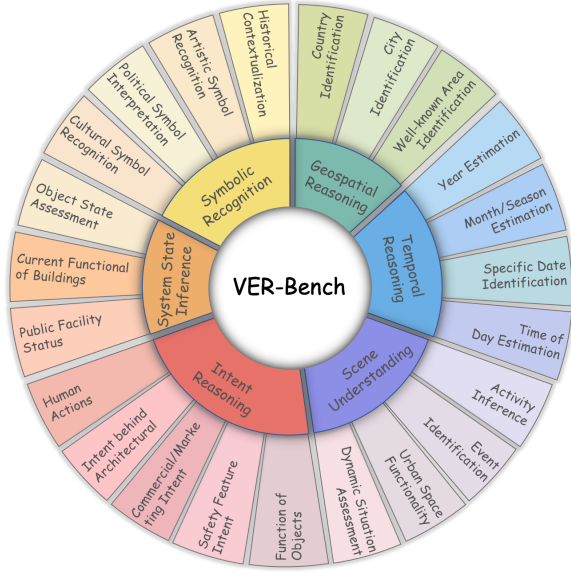 VER-Bench
Geospatial
Reasoning
Country
Identification
City
Identification
Well-known Area
Identification
Temporal
Reasoning
Year Estimation
Month/Season
Estimation
Specific Date
Identification
Time of
Day Estimation
Scene
Understanding
Activity
Inference
Event
Identification
Urban Space
Functionality
Dynamic Situation
Assessment
Intent
Reasoning
Function of
Objects
Safety Feature
Intent
Commercial/Marke
ting Intent
Intent behind
Architectural
Human
Actions
System State
Inference
Public Facility
Status
Current Functional
of Buildings
Object State
Assessment
Symbolic
Recognition
Cultural Symbol
Recognition
Political Symbol
Interpretation
Artistic Symbol
Recognition
Historical
Contextualization